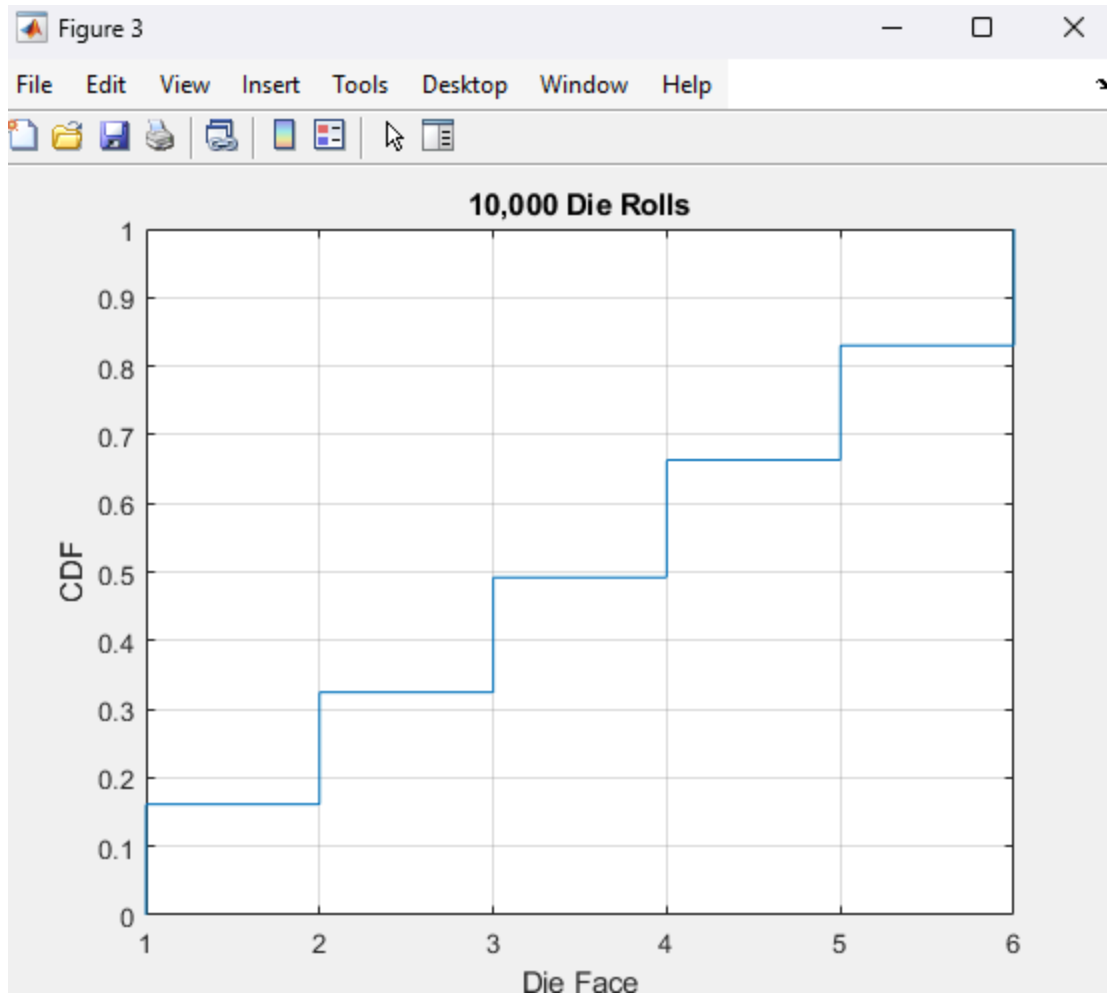 Figure 3
File Edit View Insert Tools Desktop Window Help
10,000 Die Rolls
1
0.9
0.8
0.7
0.6
0.5
0.4
0.3
0.2
0.1
0
CDF
1 2 3 4 5 6
Die Face